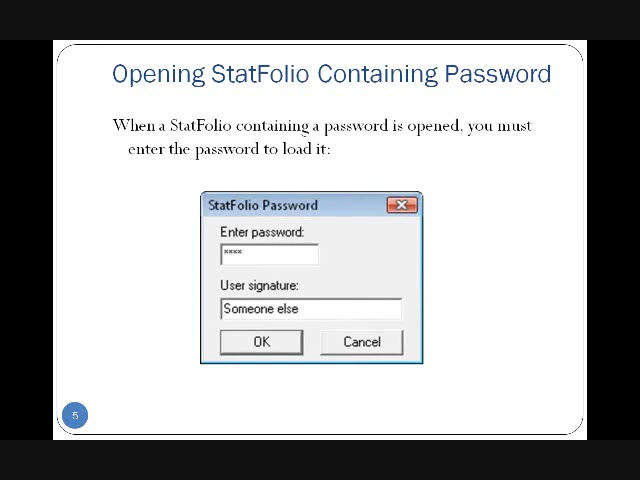 Opening StatFolio Containing Password
When a StatFolio containing a password is opened, you must
enter the password to load it:
StatFolio Password
Enter password:
****
User signature:
Someone else
OK Cancel
5